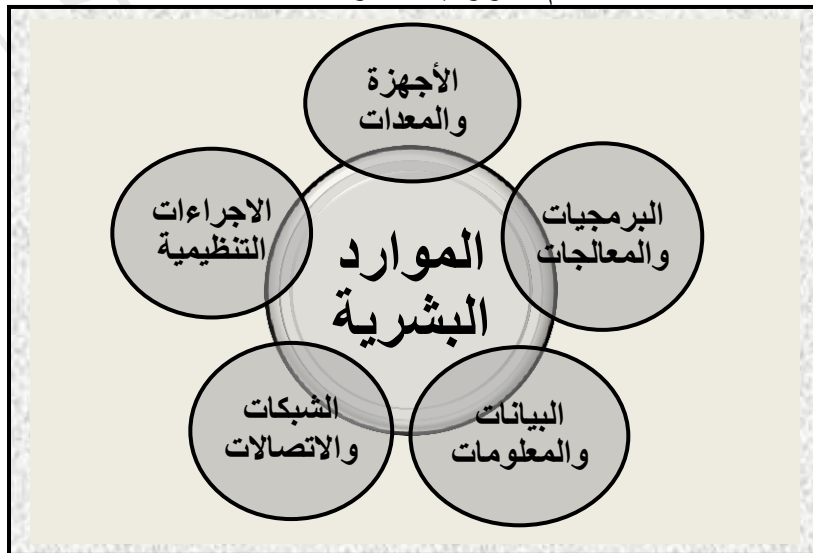 الأجهزة
والمعدات
البرمجيات
والمعالجات
الاجراءات
التنظيمية
الموارد
البشرية
البيانات
والمعلومات
الشبكات
والاتصالات